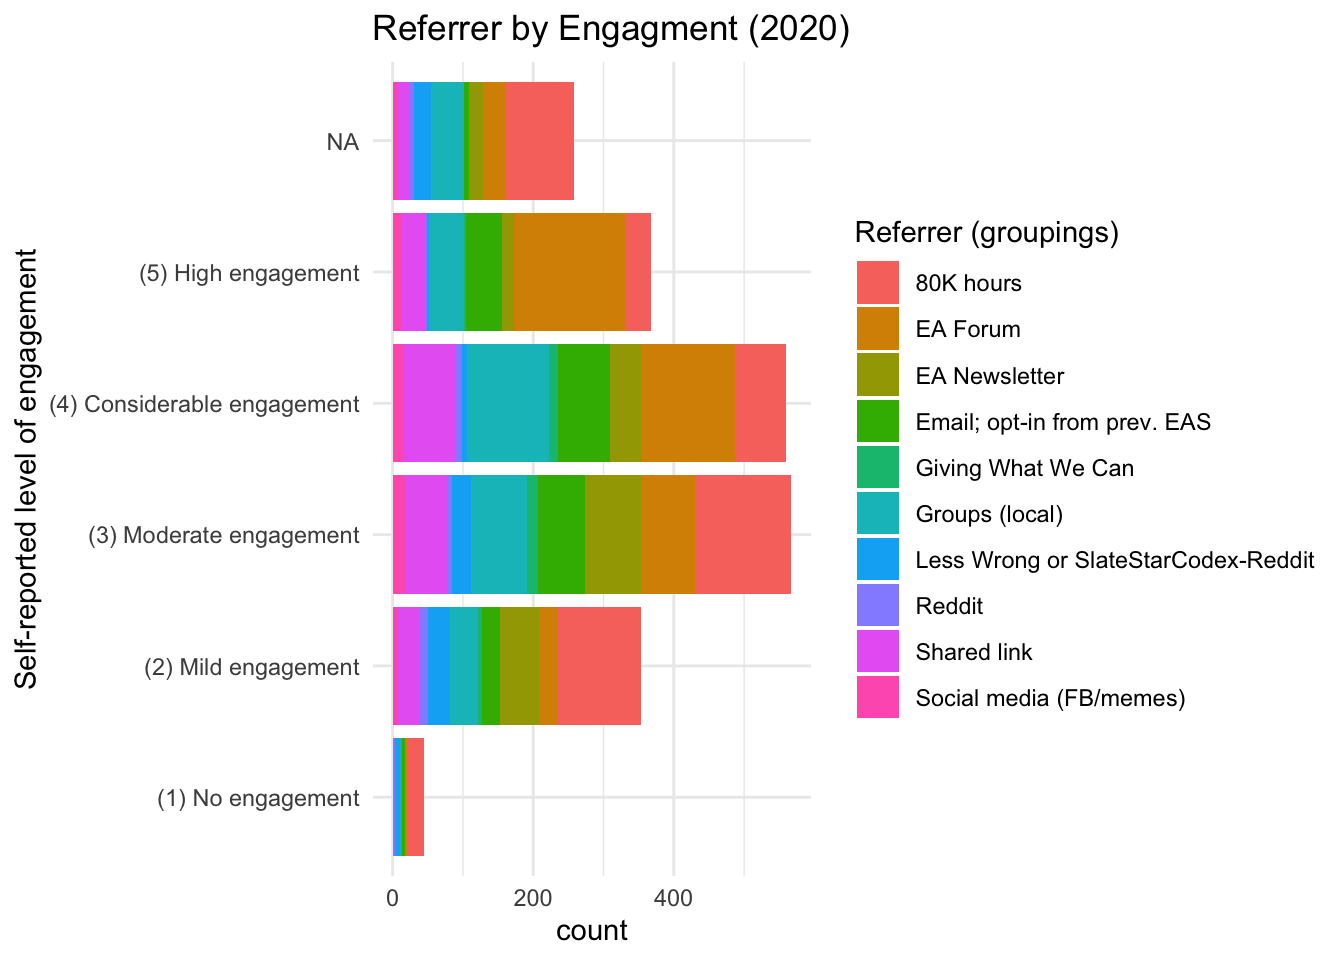 Referrer by Engagment (2020)
Self-reported level of engagement
NA
(5) High engagement
(4) Considerable engagement
(3) Moderate engagement
(2) Mild engagement
(1) No engagement
0
200
400
count
Referrer (groupings)
80K hours
EA Forum
EA Newsletter
Email; opt-in from prev. EAS
Giving What We Can
Groups (local)
Less Wrong or SlateStarCodex-Reddit
Reddit
Shared link
Social media (FB/memes)